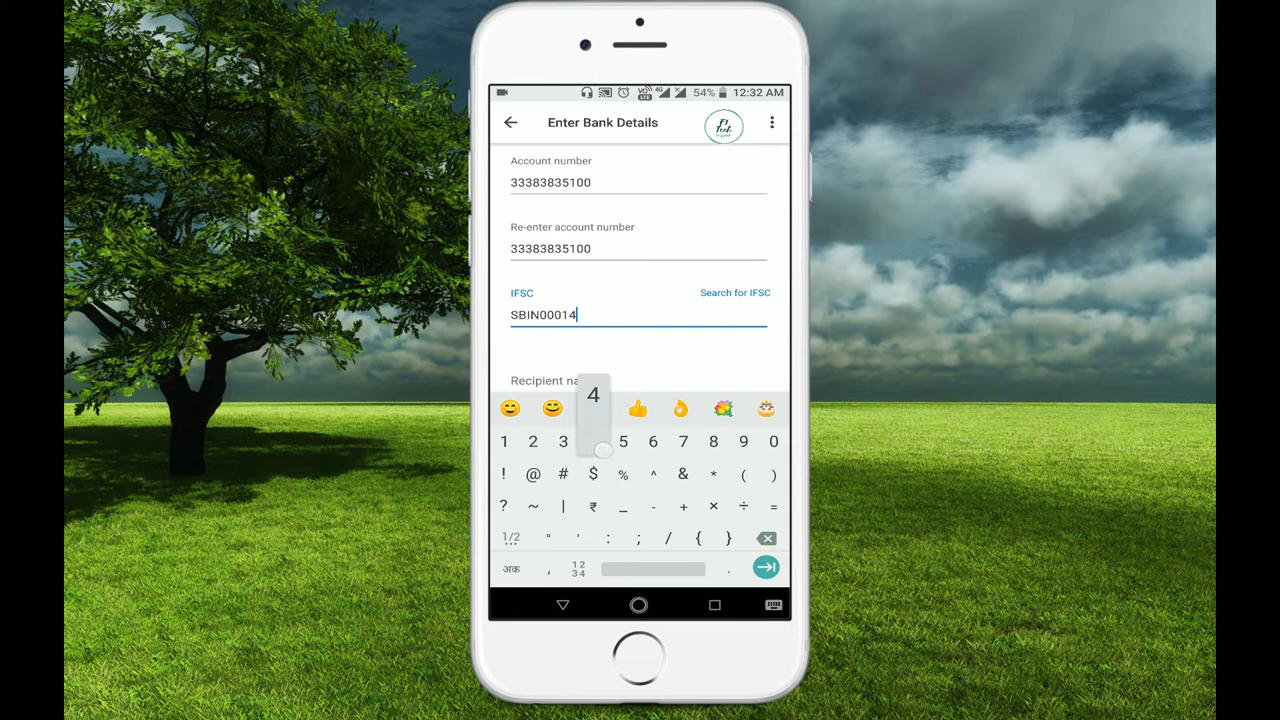 54% 12:32 AM
Enter Bank Details
Tech
Account number
33383835100
Re-enter account number
33383835100
IFSC Search for IFSC
SBIN00014
Recipient na
4
1 2 3 5 6 7 8 9 0
! @ # $ % ^ & * ( )
? ~ | ₹ _ - + × ÷ =
1/2 " ' : ; / { }
अक , 12 34 .